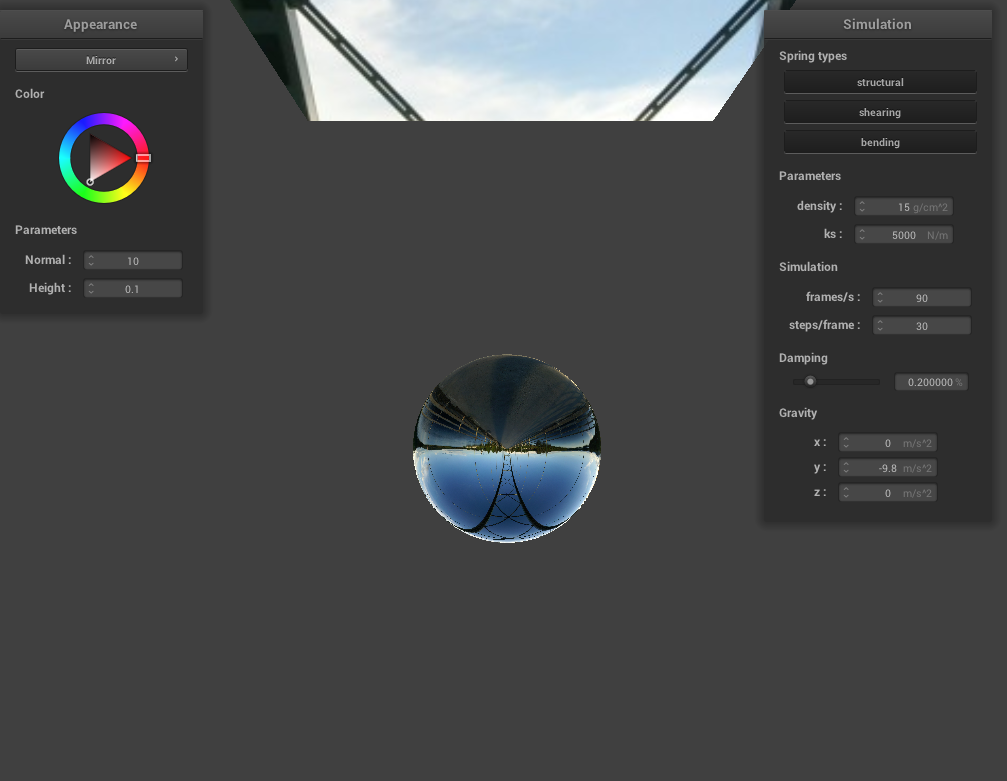 Appearance
Mirror
Color
Parameters
Normal : 10
Height : 0.1
Simulation
Spring types
structural
shearing
bending
Parameters
density : 15 g/cm^2
ks : 5000 N/m
Simulation
frames/s : 90
steps/frame : 30
Damping
0.200000 %
Gravity
x : 0 m/s^2
y : -9.8 m/s^2
z : 0 m/s^2